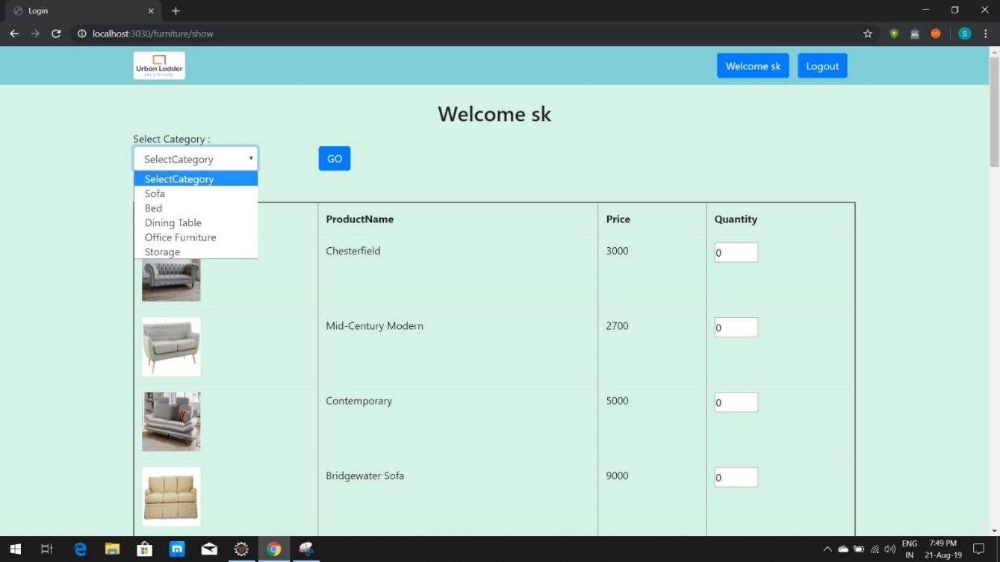 Login
localhost:3030/furniture/show
S
Urban Ladder
Let's Create
Welcome sk
Logout
Welcome sk
Select Category :
SelectCategory
GO
SelectCategory
Sofa
Bed
Dining Table
Office Furniture
Storage
ProductName Price Quantity
Chesterfield 3000 0
Mid-Century Modern 2700 0
Contemporary 5000 0
Bridgewater Sofa 9000 0
ENG 7:49 PM
IN 21-Aug-19